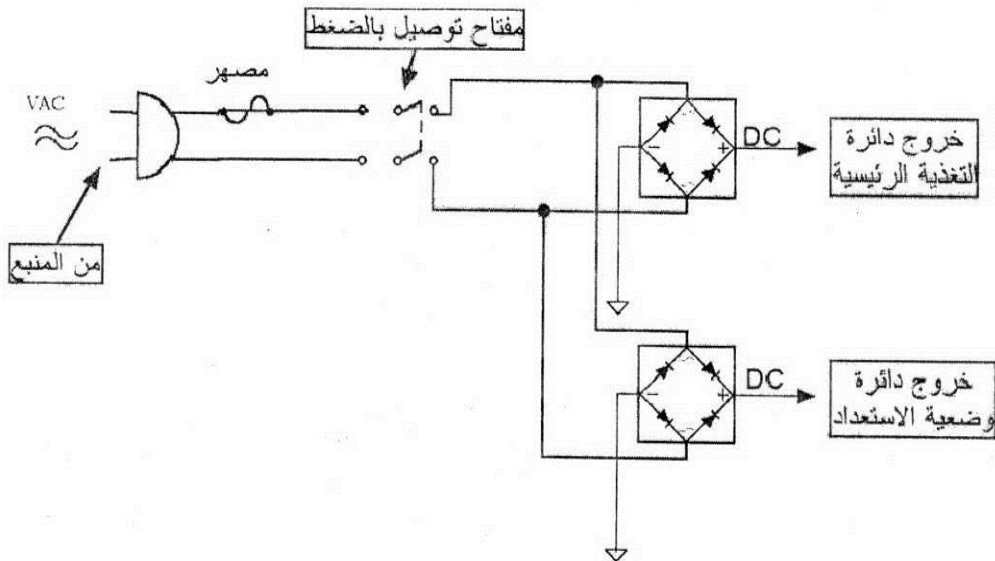 مفتاح توصيل بالضغط
مصهر
VAC
من المنبع
DC
خروج دائرة
التغذية الرئيسية
DC
خروج دائرة
وضعية الاستعداد